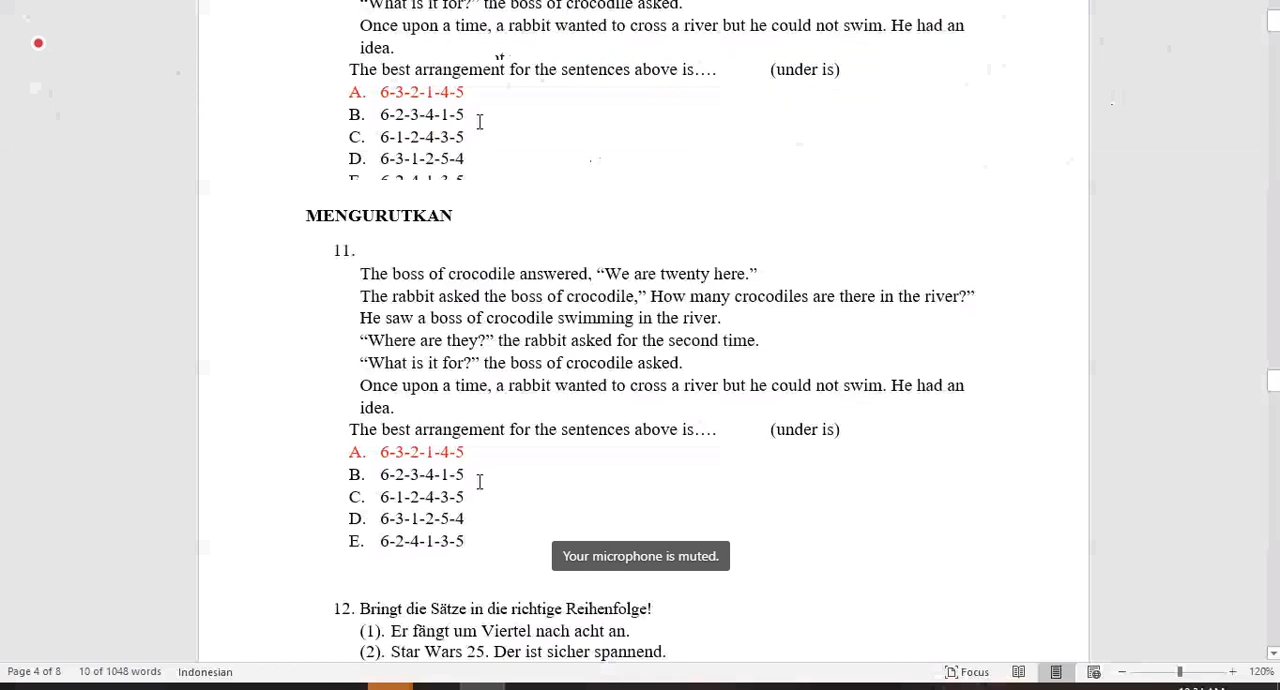 “What is it for?” the boss of crocodile asked.
Once upon a time, a rabbit wanted to cross a river but he could not swim. He had an
idea.
The best arrangement for the sentences above is…. (under is)
A. 6-3-2-1-4-5
B. 6-2-3-4-1-5
C. 6-1-2-4-3-5
D. 6-3-1-2-5-4
E. 6-2-4-1-3-5
MENGURUTKAN
11.
The boss of crocodile answered, “We are twenty here.”
The rabbit asked the boss of crocodile,” How many crocodiles are there in the river?”
He saw a boss of crocodile swimming in the river.
“Where are they?” the rabbit asked for the second time.
“What is it for?” the boss of crocodile asked.
Once upon a time, a rabbit wanted to cross a river but he could not swim. He had an
idea.
The best arrangement for the sentences above is…. (under is)
A. 6-3-2-1-4-5
B. 6-2-3-4-1-5
C. 6-1-2-4-3-5
D. 6-3-1-2-5-4
E. 6-2-4-1-3-5
Your microphone is muted.
12. Bringt die Sätze in die richtige Reihenfolge!
(1). Er fängt um Viertel nach acht an.
(2). Star Wars 25. Der ist sicher spannend.
Page 4 of 8 10 of 1048 words Indonesian Focus 120%